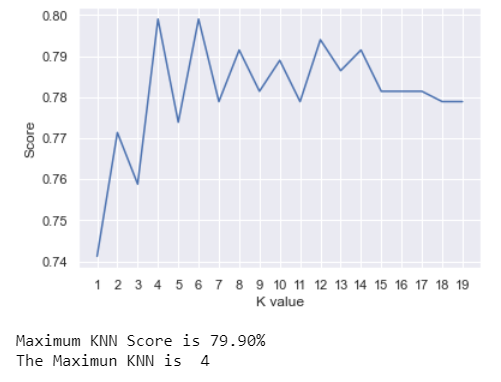 0.80
0.79
0.78
0.77
0.76
0.75
0.74
Score
1 2 3 4 5 6 7 8 9 10 11 12 13 14 15 16 17 18 19
K value
Maximum KNN Score is 79.90%
The Maximun KNN is  4